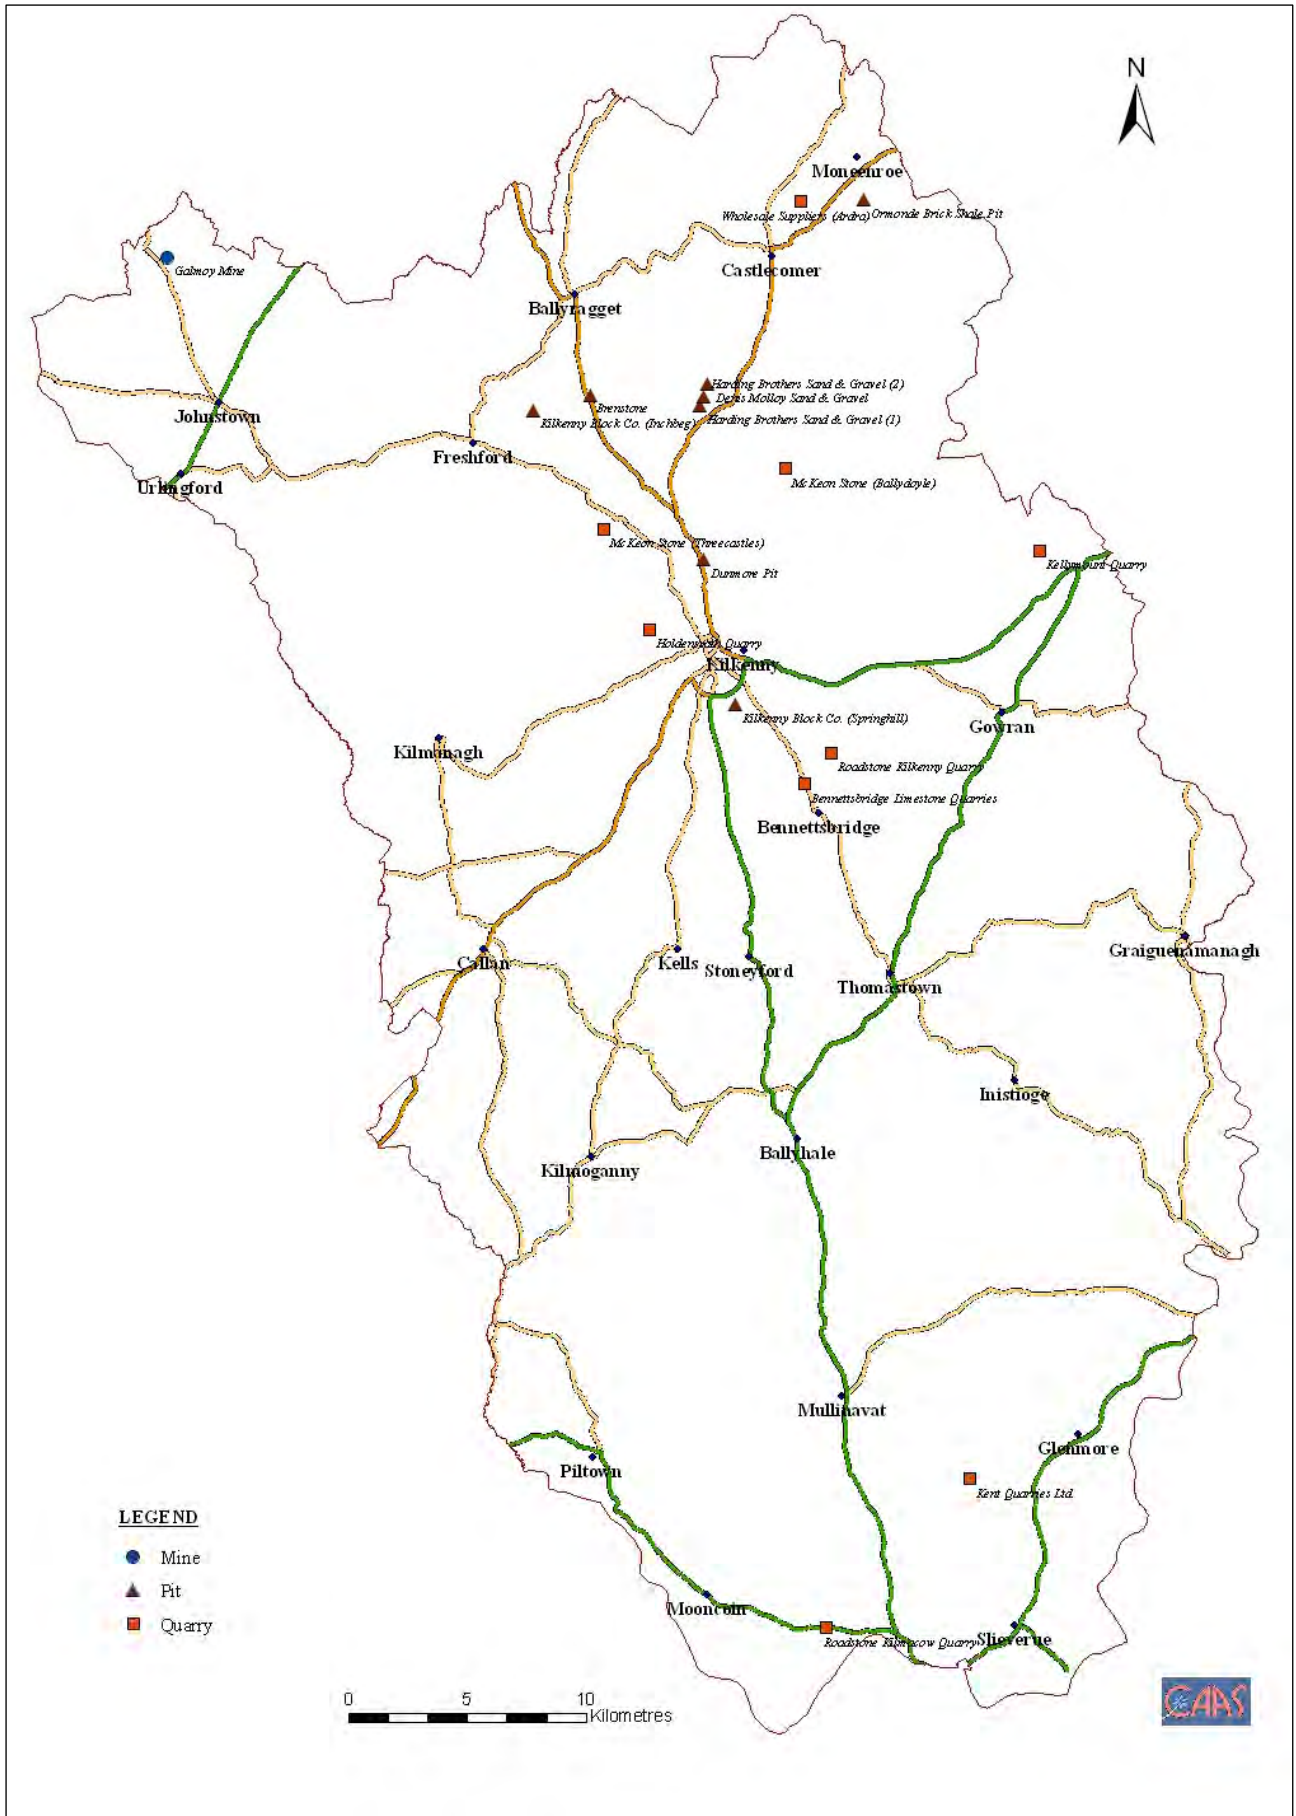 N
Moneenroe
Wholesale Suppliers (Ardra)
Ormonde Brick Shale Pit
Galmoy Mine
Castlecomer
Ballyragget
Harding Brothers Sand & Gravel (2)
Denis Molloy Sand & Gravel
Brenstone
Johnstown
Kilkenny Block Co. (Inchbeg)
Harding Brothers Sand & Gravel (1)
Freshford
Urlingford
McKeon Stone (Ballydoyle)
McKeon Stone (Threecastles)
Kellymount Quarry
Dunmore Pit
Holdensrath Quarry
Kilkenny
Kilkenny Block Co. (Springhill)
Gowran
Kilmanagh
Roadstone Kilkenny Quarry
Bennettsbridge Limestone Quarries
Bennettsbridge
Graiguenamanagh
Callan
Kells
Stoneyford
Thomastown
Inistioge
Ballyhale
Kilmoganny
Mullinavat
Glenmore
Piltown
Kent Quarries Ltd
LEGEND
Mine
Pit
Quarry
Mooncoin
Roadstone Kilmacow Quarry
Slieverue
0 5 10
Kilometres
CAAS